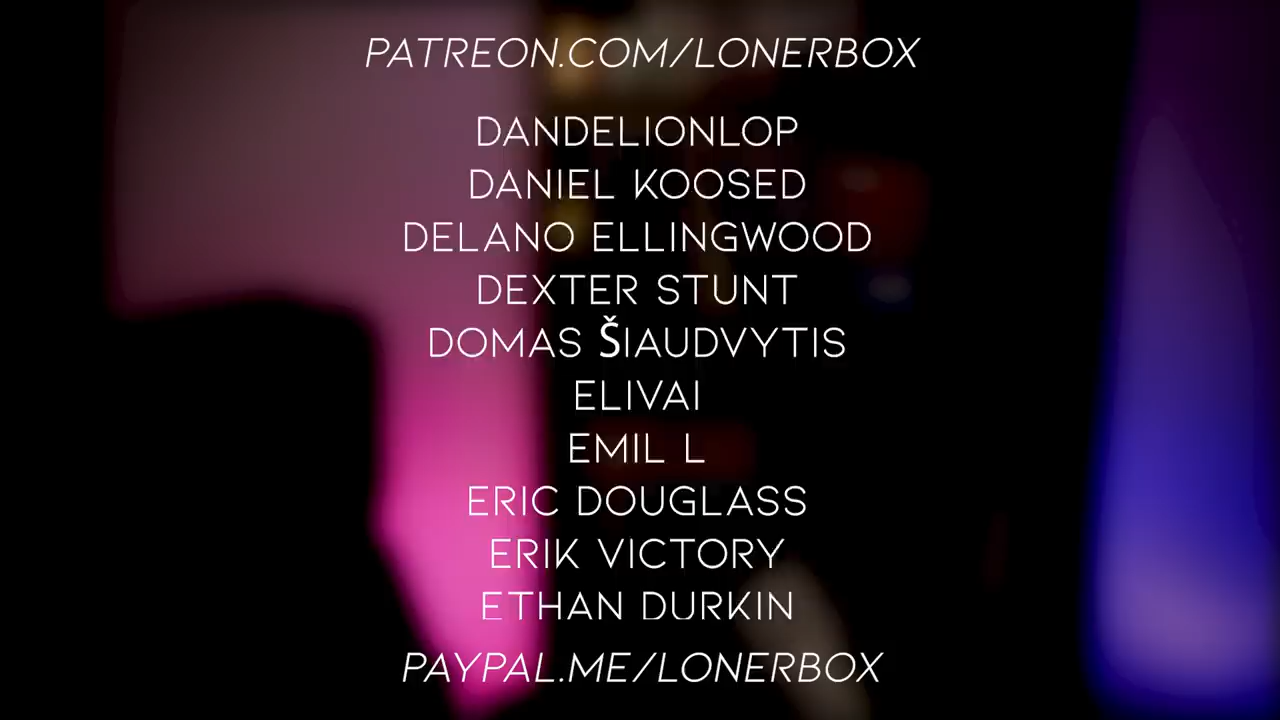 PATREON.COM/LONERBOX
DANDELIONLOP
DANIEL KOOSED
DELANO ELLINGWOOD
DEXTER STUNT
DOMAS ŠIAUDVYTIS
ELIVAI
EMIL L
ERIC DOUGLASS
ERIK VICTORY
ETHAN DURKIN
PAYPAL.ME/LONERBOX